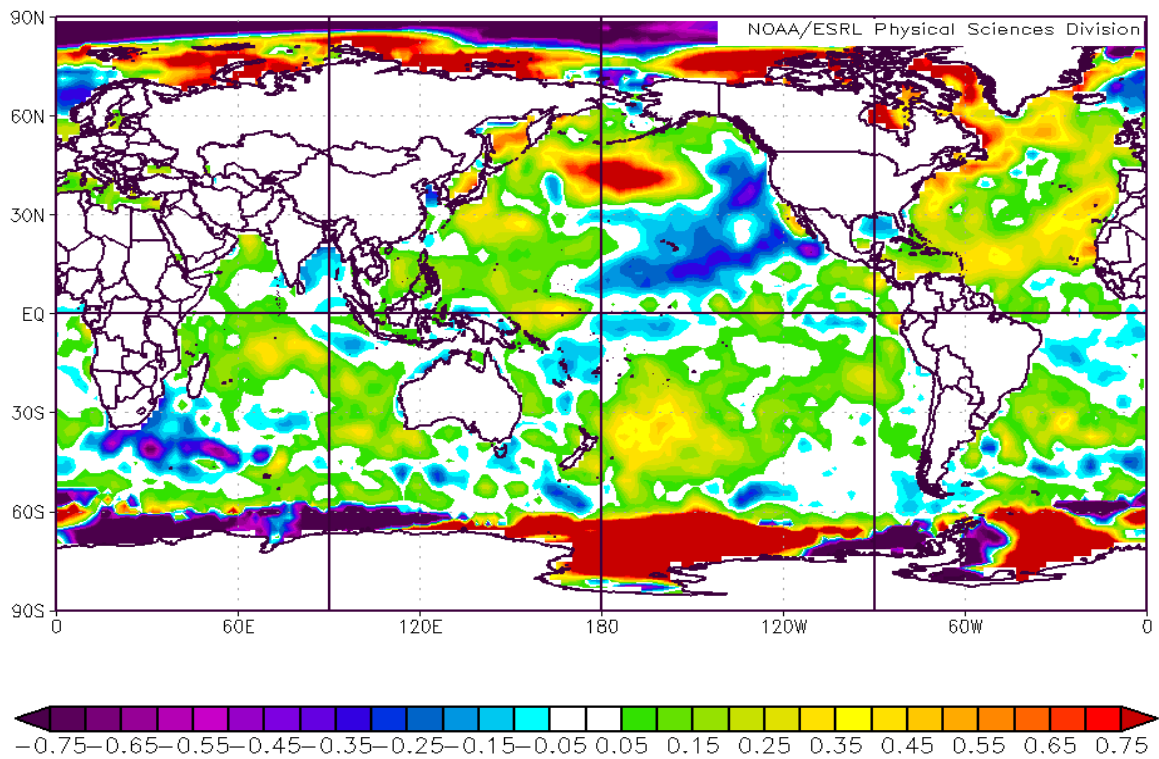 90N
NOAA/ESRL Physical Sciences Division
60N
30N
EQ
30S
60S
90S
0 60E 120E 180 120W 60W 0
-0.75-0.65-0.55-0.45-0.35-0.25-0.15-0.05 0.05 0.15 0.25 0.35 0.45 0.55 0.65 0.75